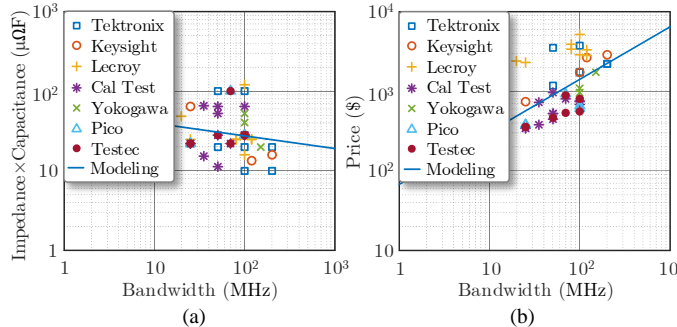 Impedance×Capacitance (μΩF)
10³
10²
10
1
Tektronix
Keysight
Lecroy
Cal Test
Yokogawa
Pico
Testec
Modeling
1
10
10²
10³
Bandwidth (MHz)
(a)
Price ($)
10⁴
10³
10²
10
Tektronix
Keysight
Lecroy
Cal Test
Yokogawa
Pico
Testec
Modeling
1
10
10²
10³
Bandwidth (MHz)
(b)